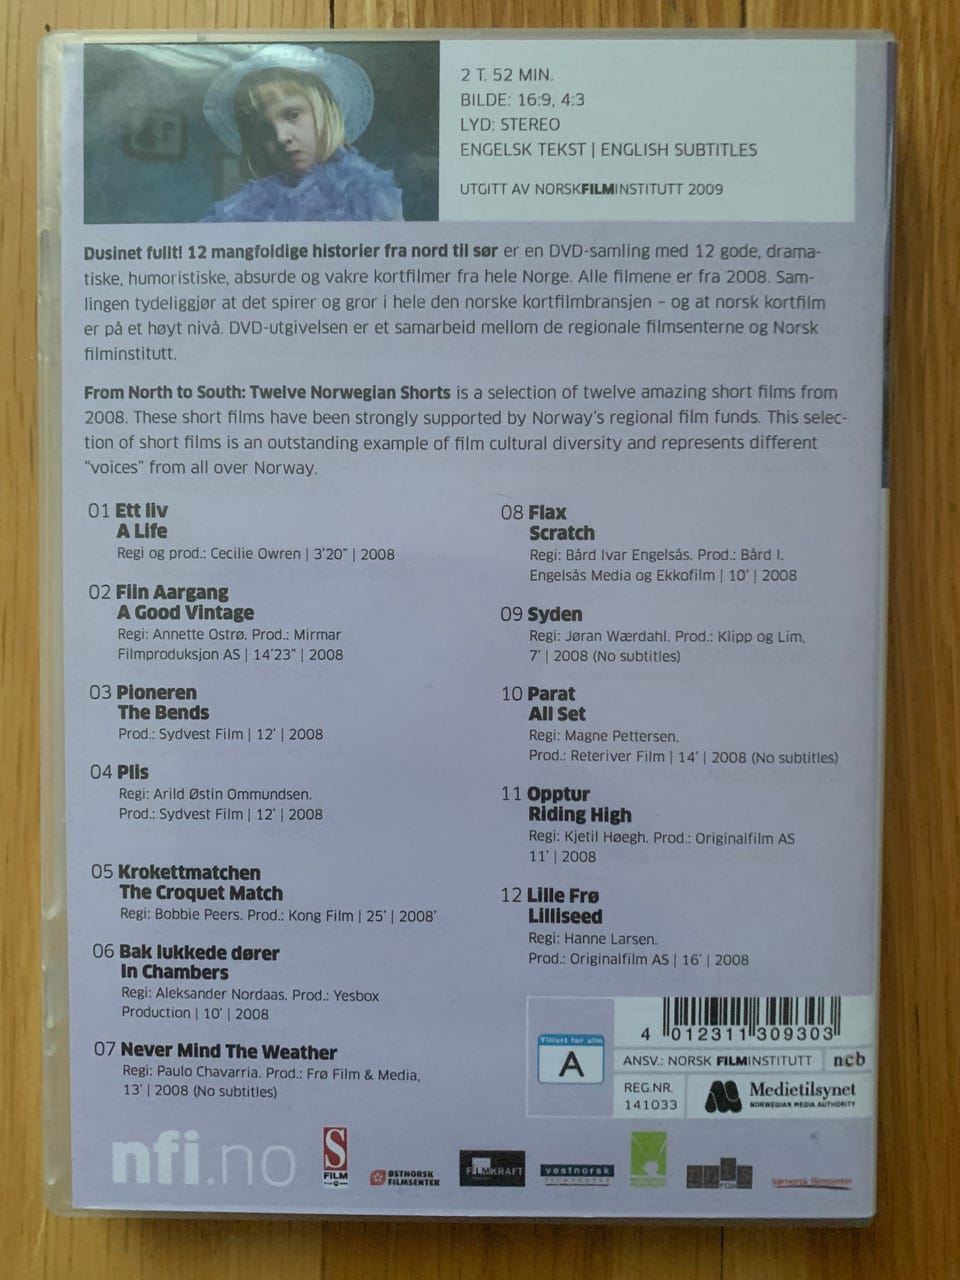 2 T. 52 MIN.
BILDE: 16:9, 4:3
LYD: STEREO
ENGELSK TEKST | ENGLISH SUBTITLES
UTGITT AV NORSKFILMINSTITUTT 2009
Dusinet fullt! 12 mangfoldige historier fra nord til sør er en DVD-samling med 12 gode, drama-
tiske, humoristiske, absurde og vakre kortfilmer fra hele Norge. Alle filmene er fra 2008. Sam-
lingen tydeliggjør at det spirer og gror i hele den norske kortfilmbransjen – og at norsk kortfilm
er på et høyt nivå. DVD-utgivelsen er et samarbeid mellom de regionale filmsenterne og Norsk
filminstitutt.
From North to South: Twelve Norwegian Shorts is a selection of twelve amazing short films from
2008. These short films have been strongly supported by Norway's regional film funds. This selec-
tion of short films is an outstanding example of film cultural diversity and represents different
"voices" from all over Norway.
01 Ett liv
A Life
Regi og prod.: Cecilie Owren | 3'20" | 2008
02 Fiin Aargang
A Good Vintage
Regi: Annette Ostrø. Prod.: Mirmar
Filmproduksjon AS | 14'23" | 2008
03 Pioneren
The Bends
Prod.: Sydvest Film | 12' | 2008
04 Plis
Regi: Arild Østin Ommundsen.
Prod.: Sydvest Film | 12' | 2008
05 Krokettmatchen
The Croquet Match
Regi: Bobbie Peers. Prod.: Kong Film | 25' | 2008'
06 Bak lukkede dører
In Chambers
Regi: Aleksander Nordaas. Prod.: Yesbox
Production | 10' | 2008
07 Never Mind The Weather
Regi: Paulo Chavarria. Prod.: Frø Film & Media,
13' | 2008 (No subtitles)
08 Flax
Scratch
Regi: Bård Ivar Engelsås. Prod.: Bård I.
Engelsås Media og Ekkofilm | 10' | 2008
09 Syden
Regi: Jøran Wærdahl. Prod.: Klipp og Lim,
7' | 2008 (No subtitles)
10 Parat
All Set
Regi: Magne Pettersen.
Prod.: Reteriver Film | 14' | 2008 (No subtitles)
11 Opptur
Riding High
Regi: Kjetil Høegh. Prod.: Originalfilm AS
11' | 2008
12 Lille Frø
Lilliseed
Regi: Hanne Larsen.
Prod.: Originalfilm AS | 16' | 2008
4 012311 309303
Tillatt for alle
A
ANSV.: NORSK FILMINSTITUTT
ncb
REG.NR.
141033
Medietilsynet
NORWEGIAN MEDIA AUTHORITY
nfi.no
S
FILM
ØSTNORSK
FILMSENTER
FILMKRAFT
vestnorsk
sørnorsk filmsenter